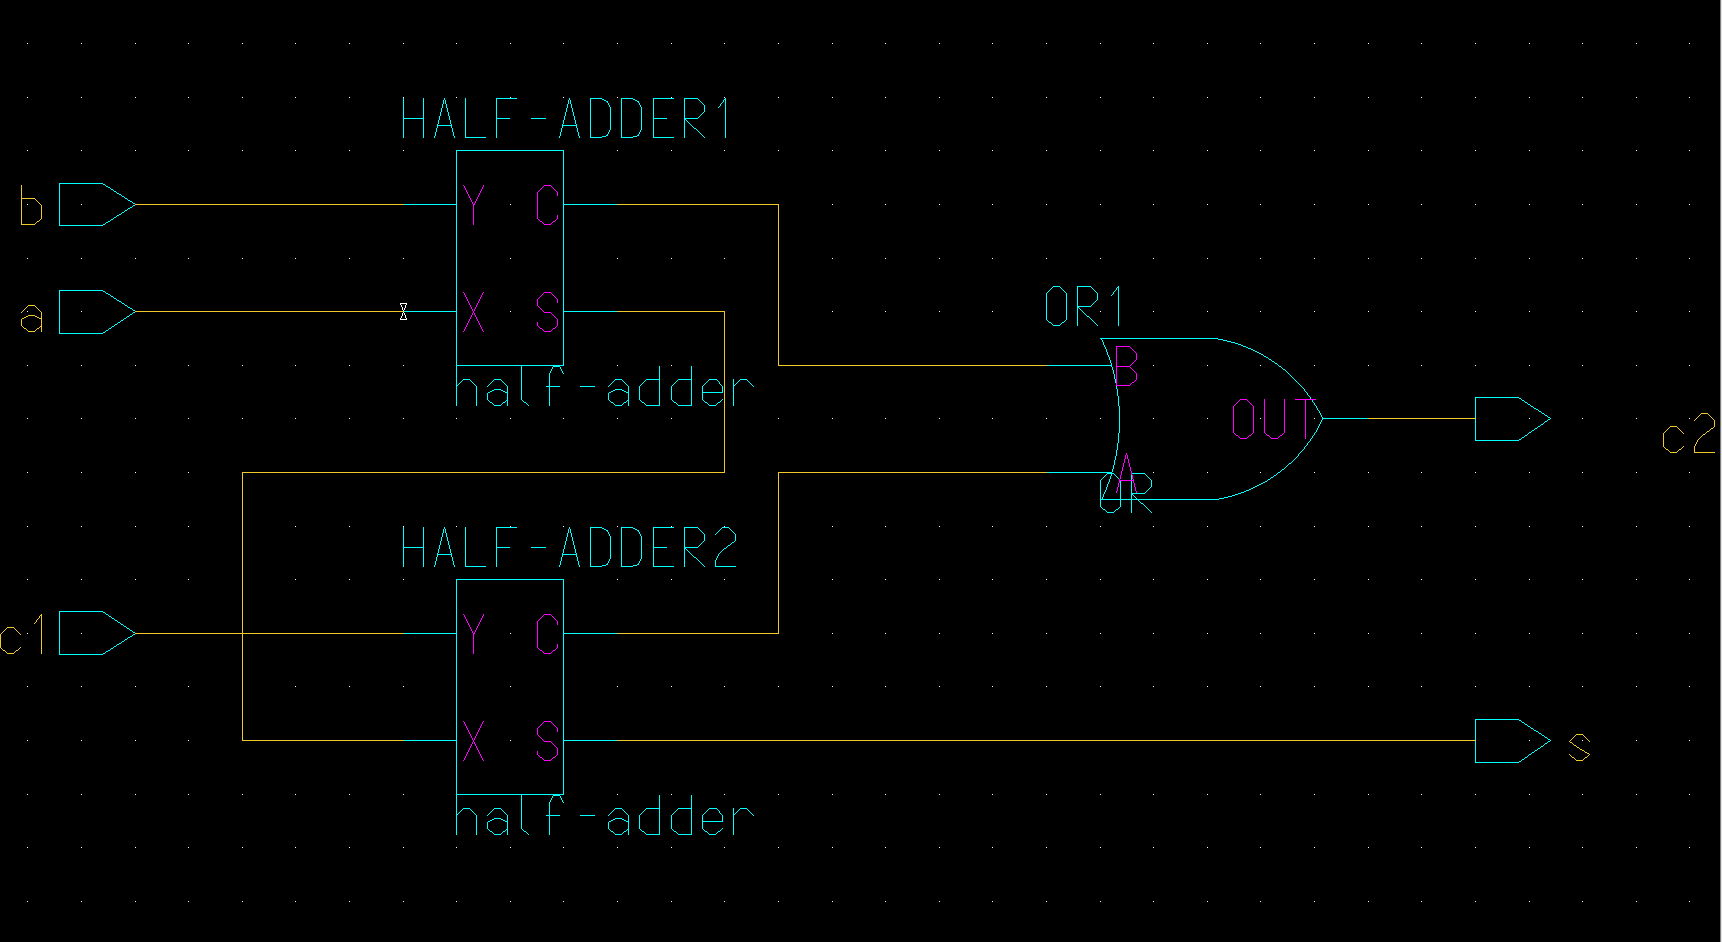 HALF-ADDER1
b
Y C
a
X S
half-adder
OR1
B
OUT
c2
A
OR
HALF-ADDER2
c1
Y C
X S
s
half-adder